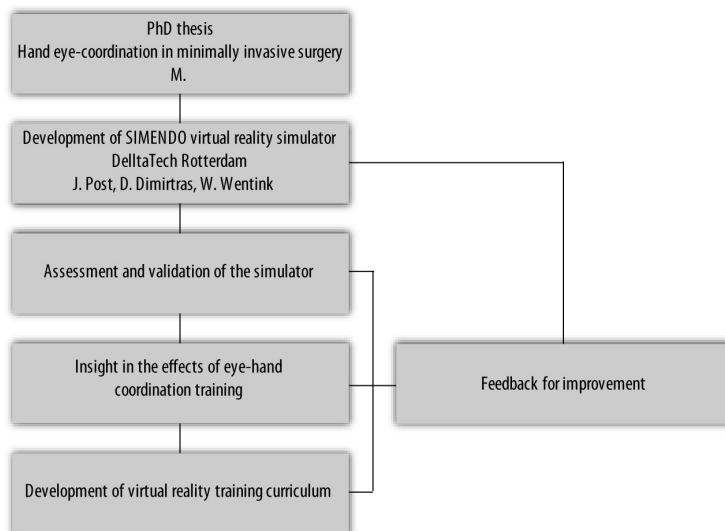 PhD thesis
Hand eye-coordination in minimally invasive surgery
M.
Development of SIMENDO virtual reality simulator
DelltaTech Rotterdam
J. Post, D. Dimirtras, W. Wentink
Assessment and validation of the simulator
Insight in the effects of eye-hand
coordination training
Feedback for improvement
Development of virtual reality training curriculum